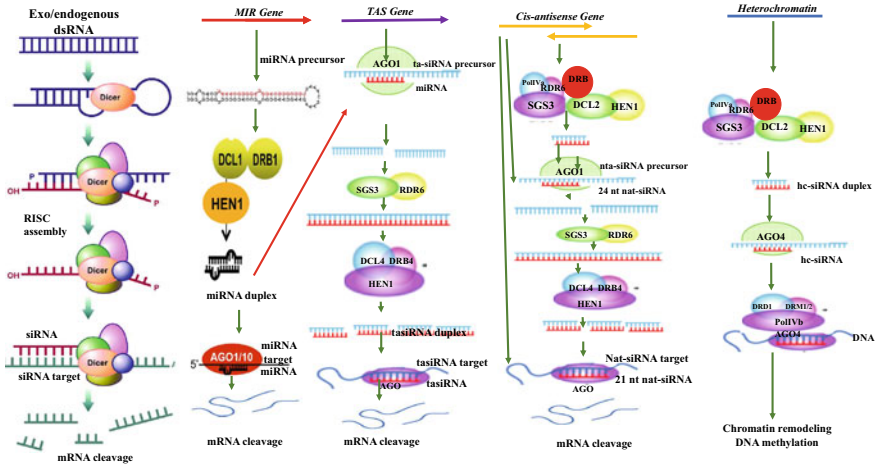 Exo/endogenous
dsRNA
Dicer
P
OH
Dicer
P
RISC
assembly
OH
Dicer
P
siRNA
Dicer
siRNA target
mRNA cleavage
MIR Gene
miRNA precursor
DCL1
DRB1
HEN1
miRNA duplex
AGO1/10
miRNA
target
5'
miRNA
mRNA cleavage
TAS Gene
AGO1
ta-siRNA precursor
miRNA
SGS3
RDR6
DCL4
DRB4
HEN1
tasiRNA duplex
tasiRNA target
AGO
tasiRNA
mRNA cleavage
Cis-antisense Gene
PolIVa
RDR6
DRB
SGS3
DCL2
HEN1
nta-siRNA precursor
AGO1
24 nt nat-siRNA
SGS3
RDR6
DCL4
DRB4
HEN1
Nat-siRNA target
21 nt nat-siRNA
AGO
mRNA cleavage
Heterochromatin
PolIVa
RDR6
DRB
SGS3
DCL2
HEN1
hc-siRNA duplex
AGO4
hc-siRNA
DRD1
DRM1/2
PolIVb
AGO4
DNA
Chromatin remodeling
DNA methylation